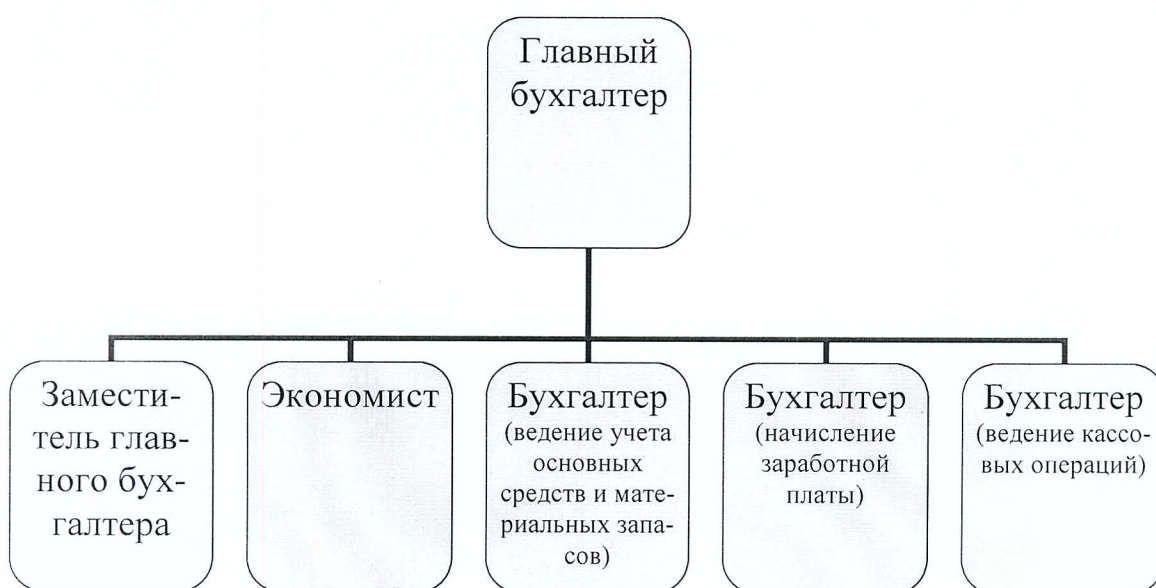 Главный
бухгалтер
Замести-
тель глав-
ного бух-
галтера
Экономист
Бухгалтер
(ведение учета
основных
средств и мате-
риальных запа-
сов)
Бухгалтер
(начисление
заработной
платы)
Бухгалтер
(ведение кассо-
вых операций)